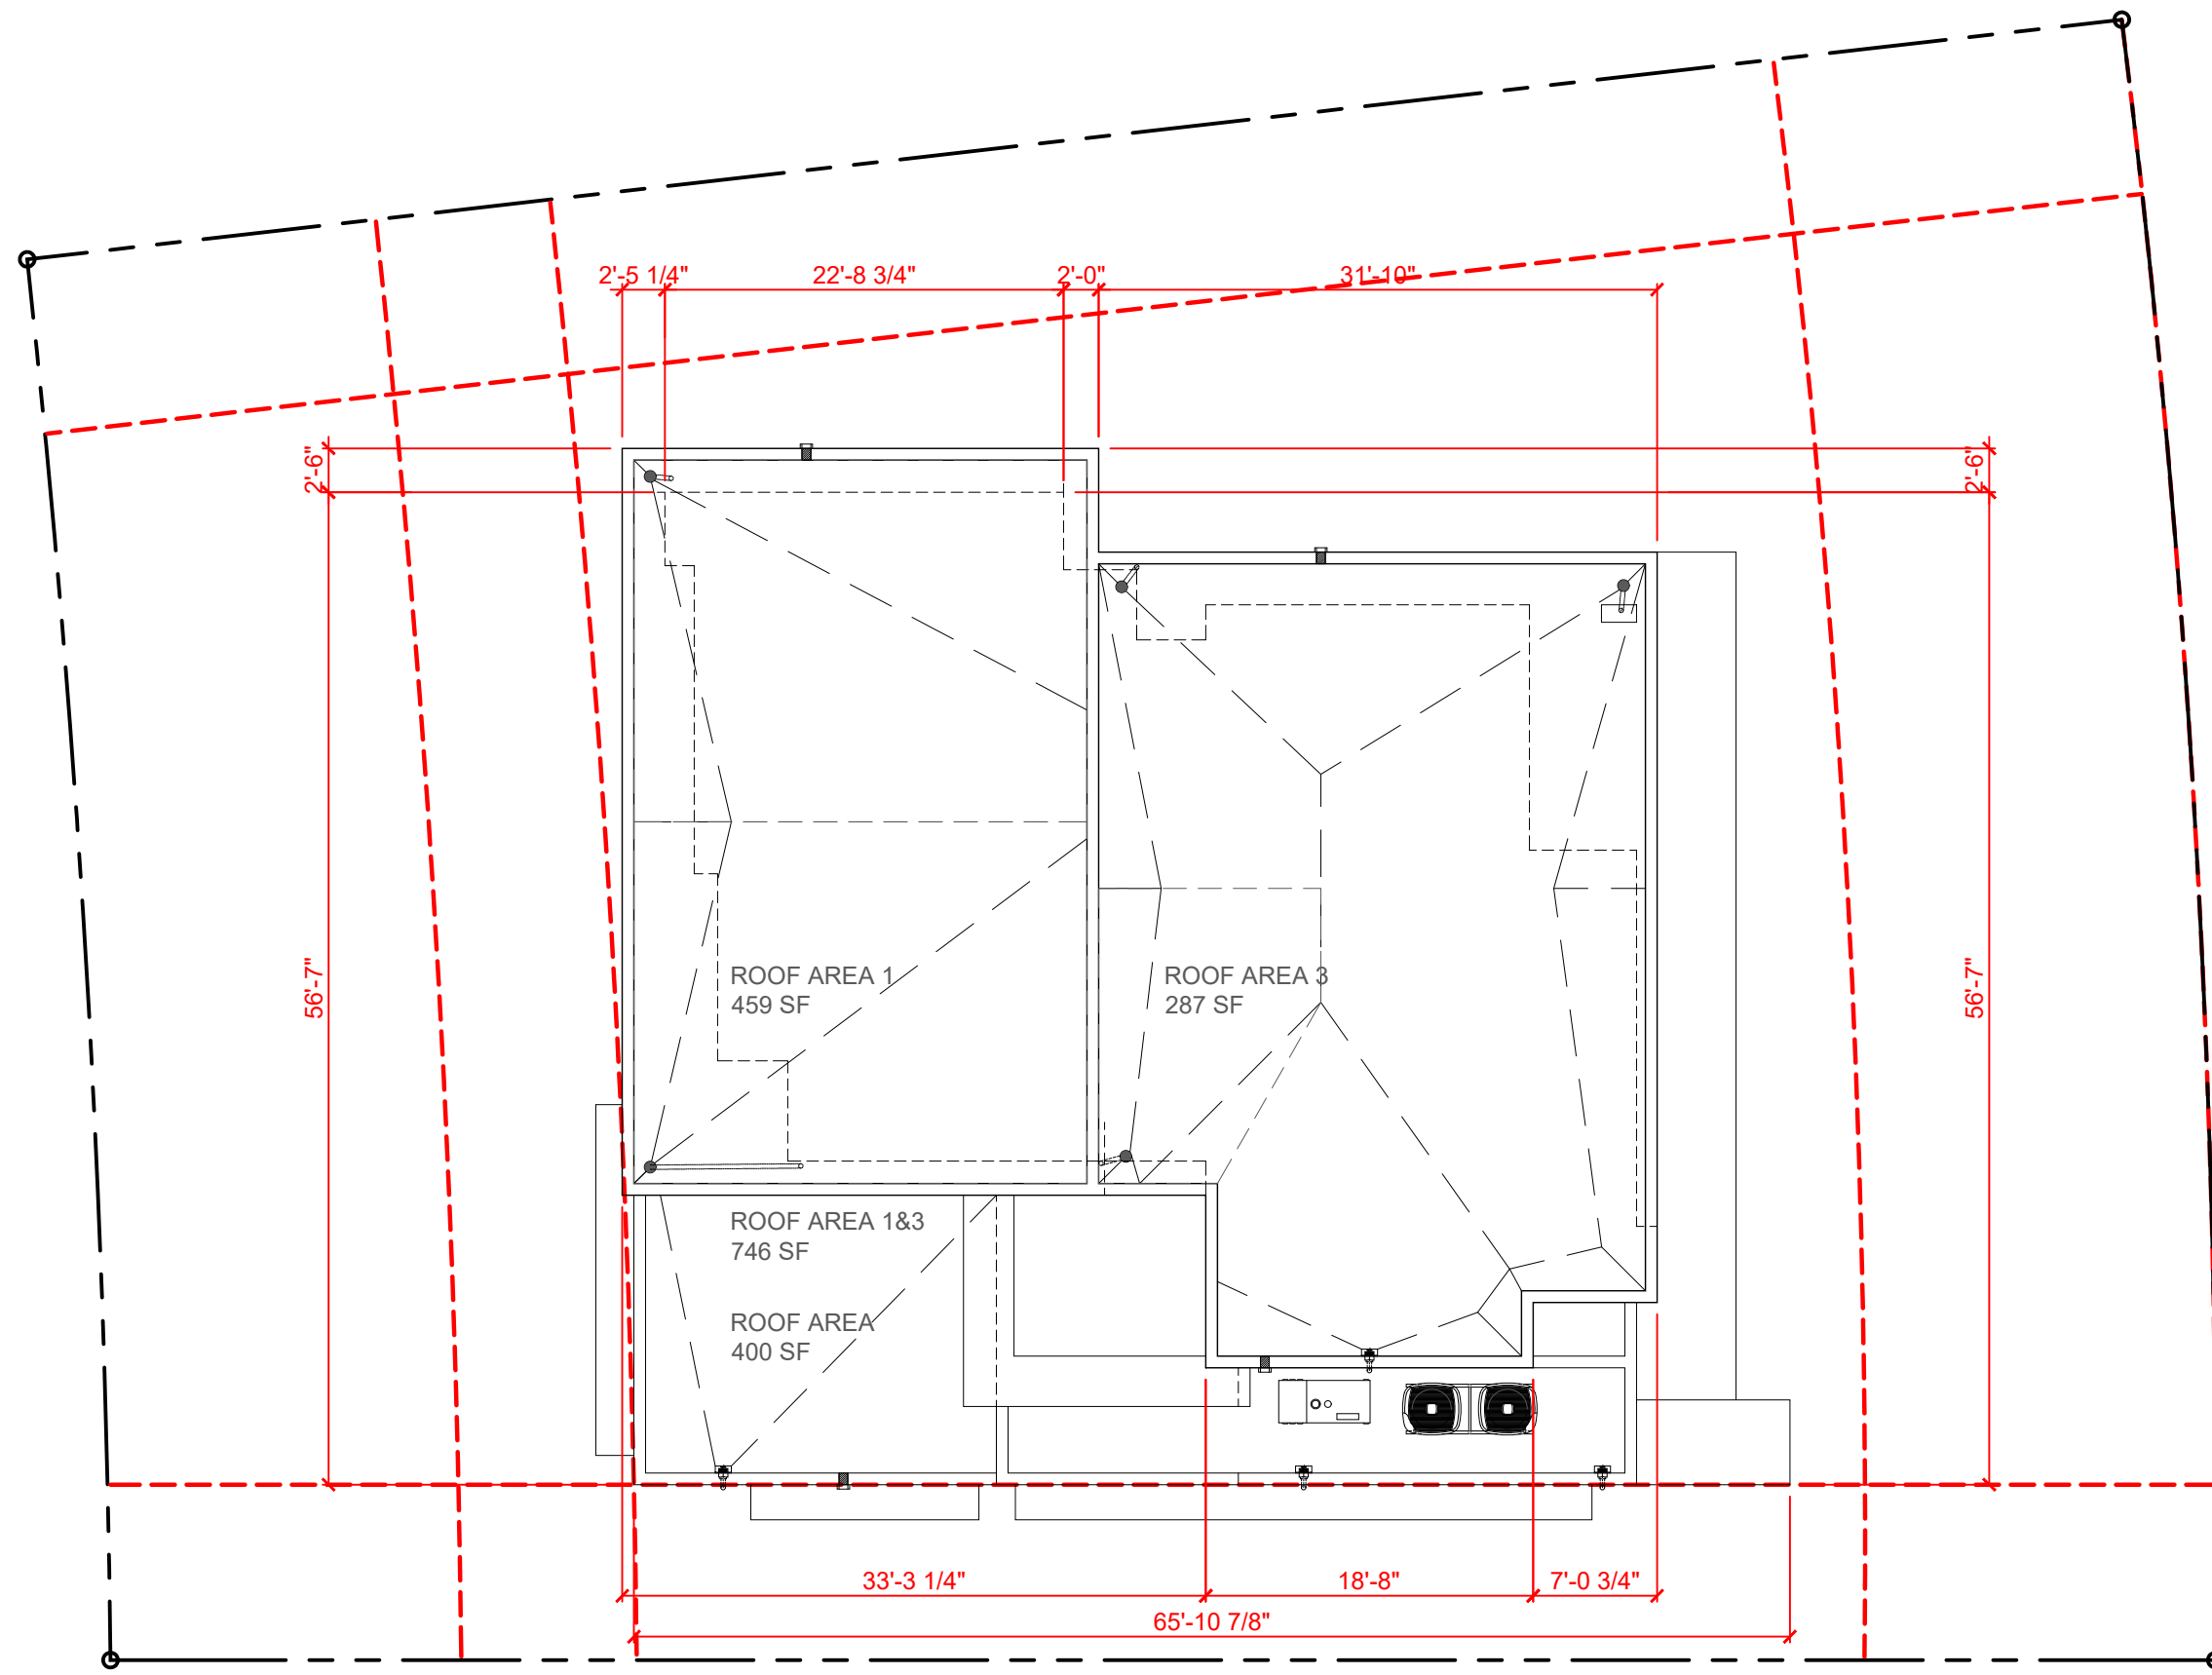 2'-5 1/4"
22'-8 3/4"
2'-0"
31'-10"
2'-6"
2'-6"
56'-7"
56'-7"
ROOF AREA 1
459 SF
ROOF AREA 3
287 SF
ROOF AREA 1&3
746 SF
ROOF AREA
400 SF
33'-3 1/4"
18'-8"
7'-0 3/4"
65'-10 7/8"